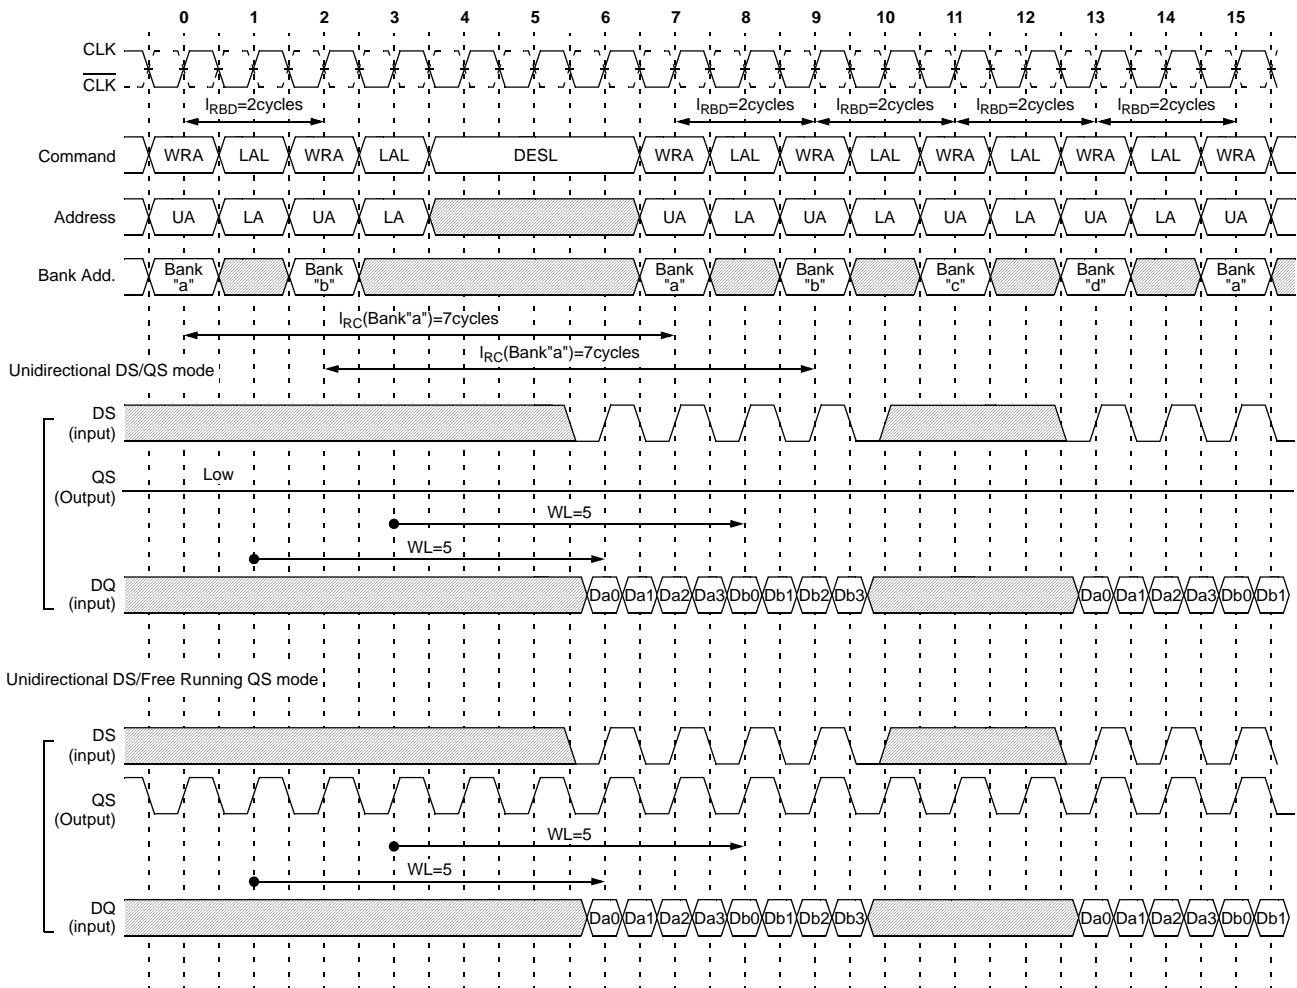 0 1 2 3 4 5 6 7 8 9 10 11 12 13 14 15
CLK
CLK
IRBD=2cycles IRBD=2cycles IRBD=2cycles IRBD=2cycles IRBD=2cycles
Command WRA LAL WRA LAL DESL WRA LAL WRA LAL WRA LAL WRA LAL WRA
Address UA LA UA LA UA LA UA LA UA LA UA LA UA
Bank Add. Bank "a" Bank "b" Bank "a" Bank "b" Bank "c" Bank "d" Bank "a"
IRC(Bank"a")=7cycles
IRC(Bank"a")=7cycles
Unidirectional DS/QS mode
DS
(input)
QS
(Output)
Low
WL=5
WL=5
DQ
(input)
Da0 Da1 Da2 Da3 Db0 Db1 Db2 Db3 Da0 Da1 Da2 Da3 Db0 Db1
Unidirectional DS/Free Running QS mode
DS
(input)
QS
(Output)
WL=5
WL=5
DQ
(input)
Da0 Da1 Da2 Da3 Db0 Db1 Db2 Db3 Da0 Da1 Da2 Da3 Db0 Db1